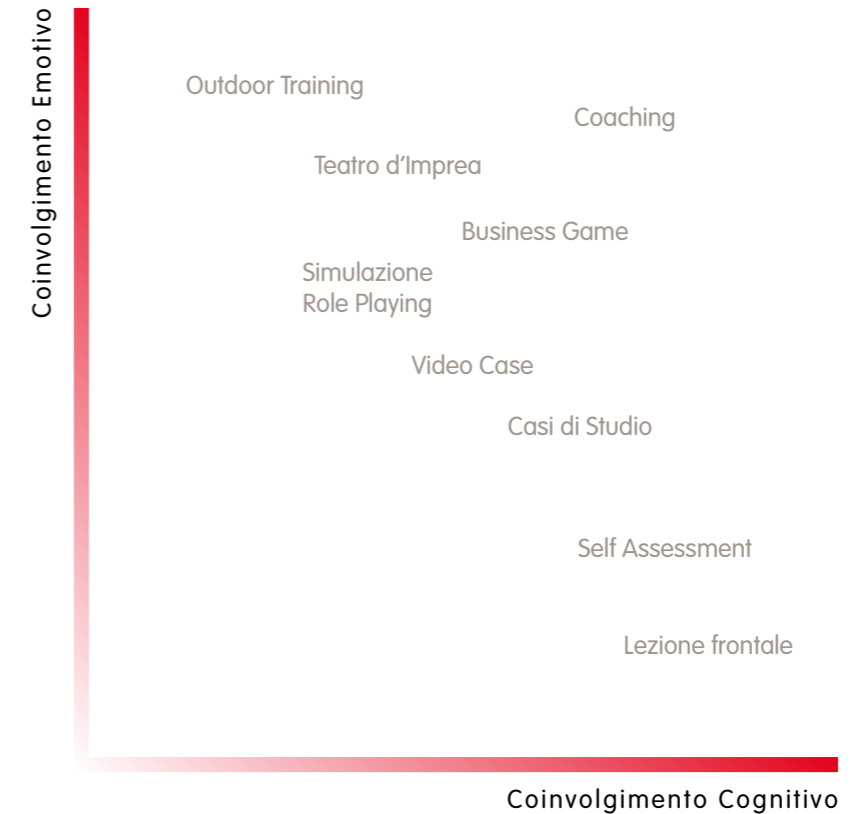 Coinvolgimento Emotivo
Outdoor Training
Coaching
Teatro d’Imprea
Business Game
Simulazione
Role Playing
Video Case
Casi di Studio
Self Assessment
Lezione frontale
Coinvolgimento Cognitivo